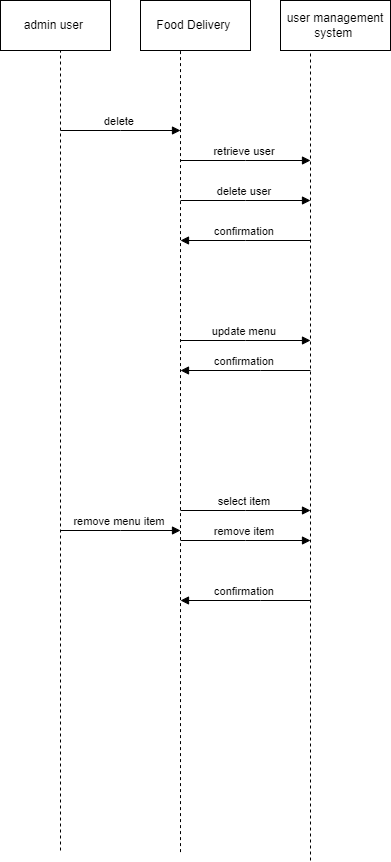 admin user
Food Delivery
user management
system
delete
retrieve user
delete user
confirmation
update menu
confirmation
select item
remove menu item
remove item
confirmation